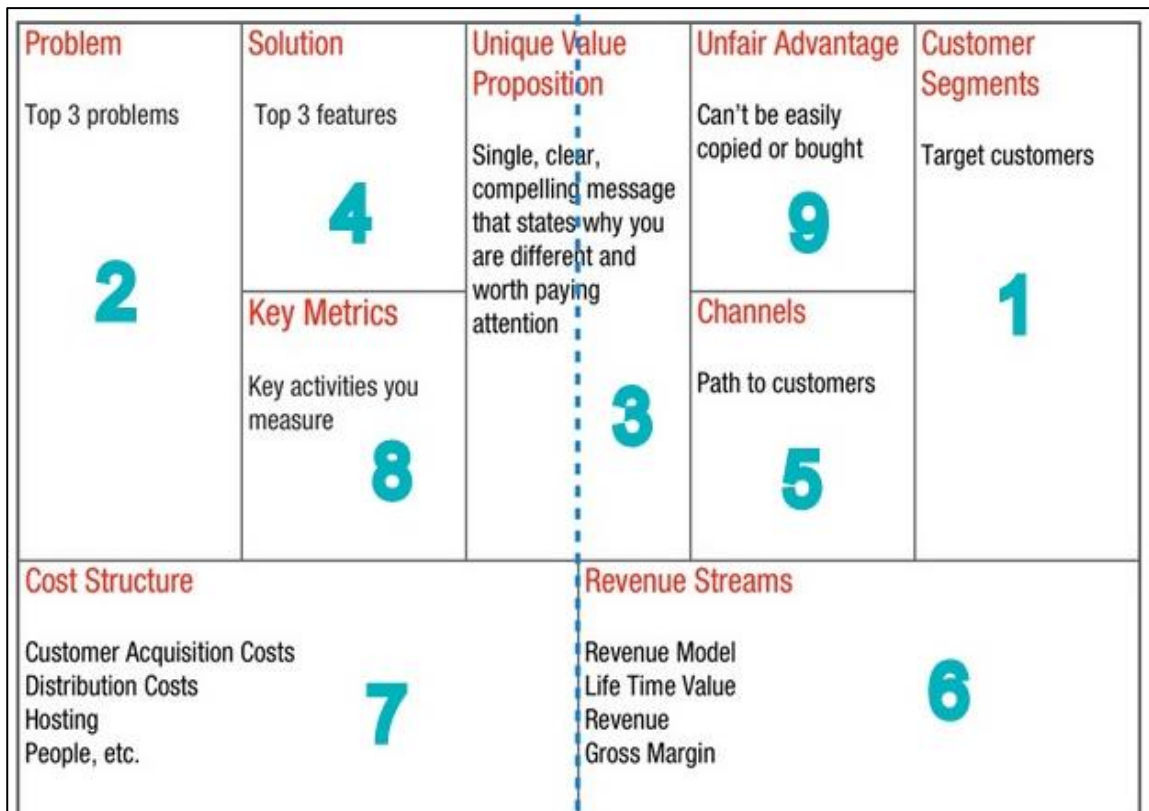 Problem
Top 3 problems
2
Solution
Top 3 features
4
Key Metrics
Key activities you
measure
8
Unique Value
Proposition
Single, clear,
compelling message
that states why you
are different and
worth paying
attention
3
Unfair Advantage
Can't be easily
copied or bought
9
Channels
Path to customers
5
Customer
Segments
Target customers
1
Cost Structure
Customer Acquisition Costs
Distribution Costs
Hosting
People, etc.
7
Revenue Streams
Revenue Model
Life Time Value
Revenue
Gross Margin
6